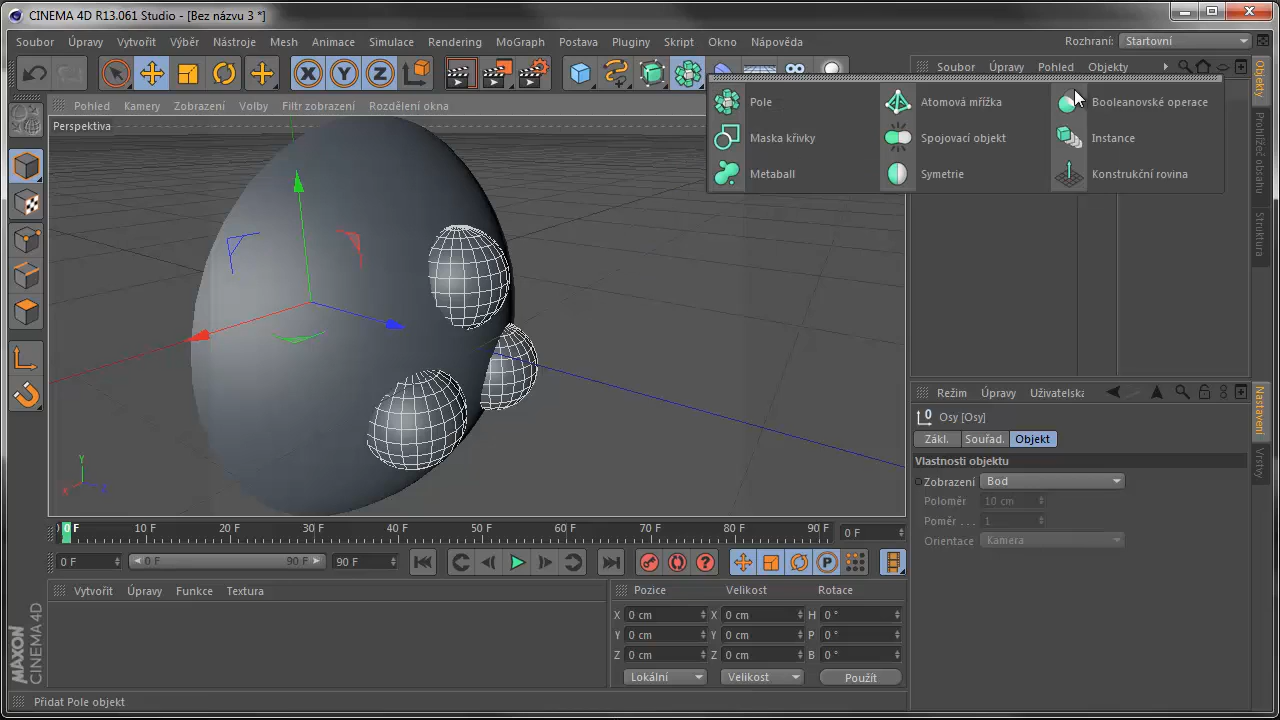 CINEMA 4D R13.061 Studio - [Bez názvu 3 *]
Soubor Úpravy Vytvořit Výběr Nástroje Mesh Animace Simulace Rendering MoGraph Postava Pluginy Skript Okno Nápověda
Rozhraní: Startovní
X Y Z
Soubor Úpravy Pohled Objekty
Pohled Kamery Zobrazení Volby Filtr zobrazení Rozdělení okna
Perspektiva
Pole Atomová mřížka Booleanovské operace
Maska křivky Spojovací objekt Instance
Metaball Symetrie Konstrukční rovina
Objekty
Prohlížeč obsahu
Struktura
Režim Úpravy Uživatelska
Osy [Osy]
Zákl. Souřad. Objekt
Vlastnosti objektu
Zobrazení Bod
Poloměr 10 cm
Poměr . . . 1
Orientace Kamera
Nastavení
Vrstvy
Y
X
0 F 10 F 20 F 30 F 40 F 50 F 60 F 70 F 80 F 90 F 0 F
0 F 0 F 90 F 90 F
P
Vytvořit Úpravy Funkce Textura
Pozice Velikost Rotace
X 0 cm X 0 cm H 0 °
Y 0 cm Y 0 cm P 0 °
Z 0 cm Z 0 cm B 0 °
Lokální Velikost Použít
MAXON
CINEMA 4D
Přidat Pole objekt